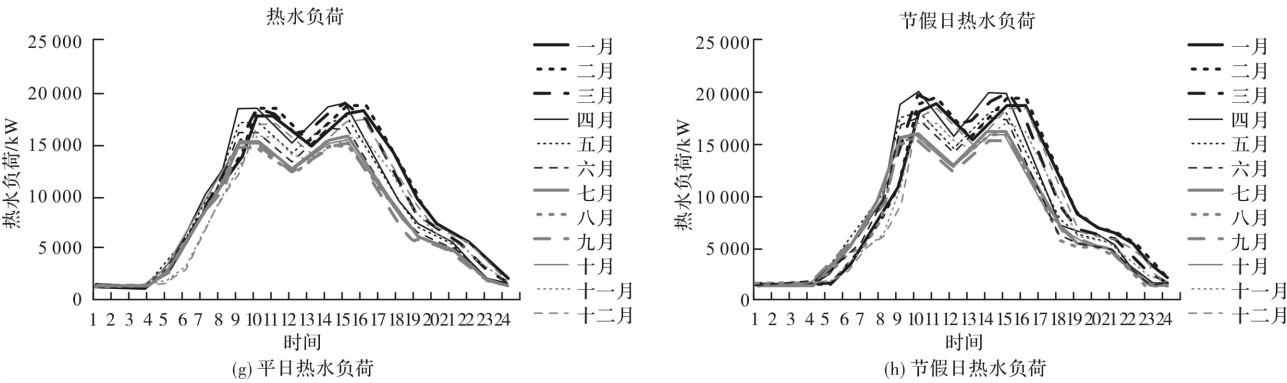 热水负荷
25 000
20 000
15 000
10 000
5 000
0
热水负荷/kW
1 2 3 4 5 6 7 8 9 10 11 12 13 14 15 16 17 18 19 20 21 22 23 24
时间
一月
二月
三月
四月
五月
六月
七月
八月
九月
十月
十一月
十二月
(g) 平日热水负荷
节假日热水负荷
25 000
20 000
15 000
10 000
5 000
0
热水负荷/kW
1 2 3 4 5 6 7 8 9 10 11 12 13 14 15 16 17 18 19 20 21 22 23 24
时间
一月
二月
三月
四月
五月
六月
七月
八月
九月
十月
十一月
十二月
(h) 节假日热水负荷